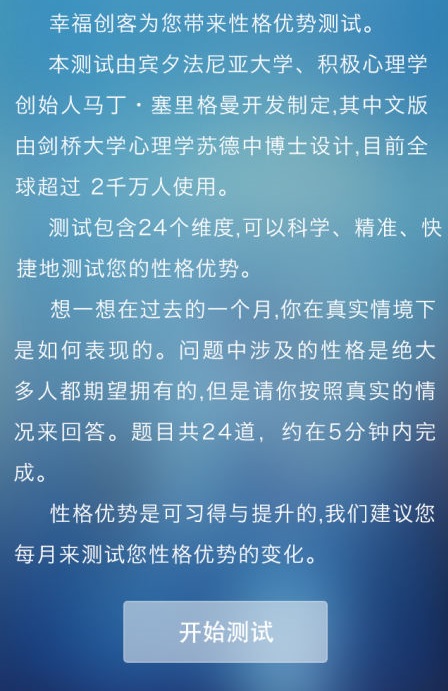 幸福创客为您带来性格优势测试。
本测试由宾夕法尼亚大学、积极心理学
创始人马丁·塞里格曼开发制定,其中文版
由剑桥大学心理学苏德中博士设计,目前全
球超过 2千万人使用。
测试包含24个维度,可以科学、精准、快
捷地测试您的性格优势。
想一想在过去的一个月,你在真实情境下
是如何表现的。问题中涉及的性格是绝大
多人都期望拥有的,但是请你按照真实的情
况来回答。题目共24道，约在5分钟内完
成。
性格优势是可习得与提升的,我们建议您
每月来测试您性格优势的变化。
开始测试